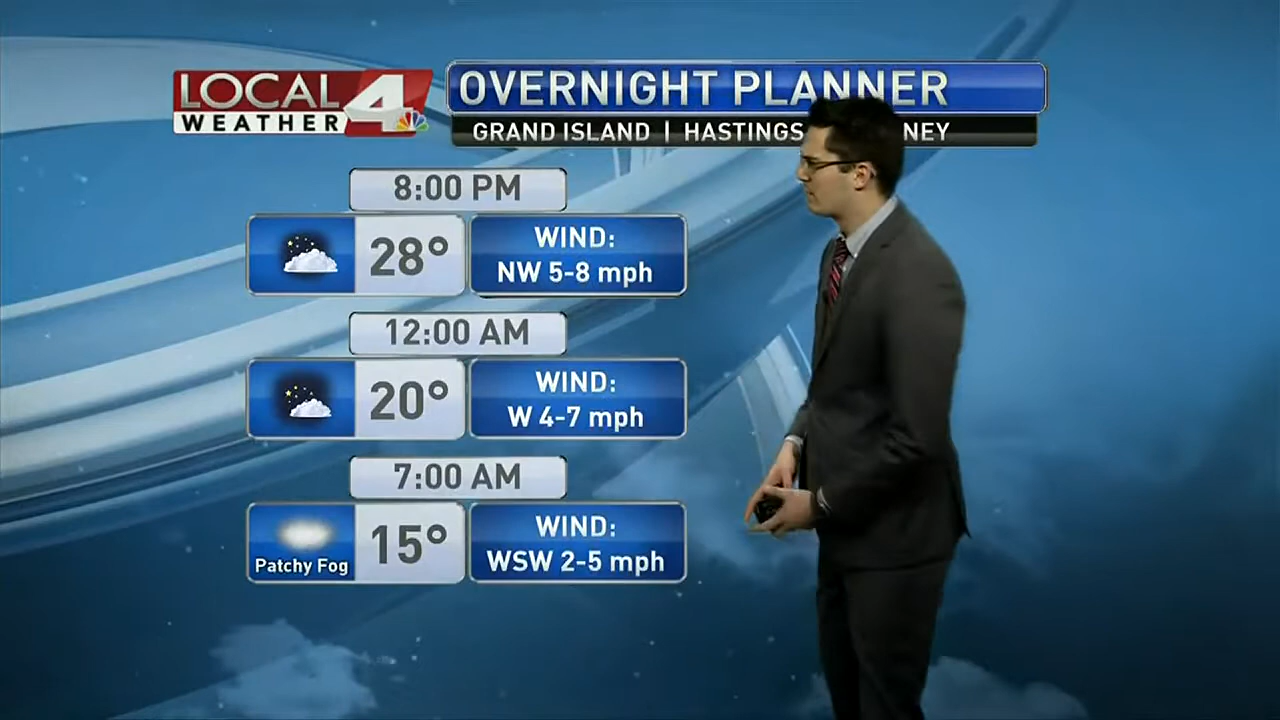 LOCAL 4
WEATHER
OVERNIGHT PLANNER
GRAND ISLAND | HASTINGS NEY
8:00 PM
28°
WIND:
NW 5-8 mph
12:00 AM
20°
WIND:
W 4-7 mph
7:00 AM
Patchy Fog
15°
WIND:
WSW 2-5 mph